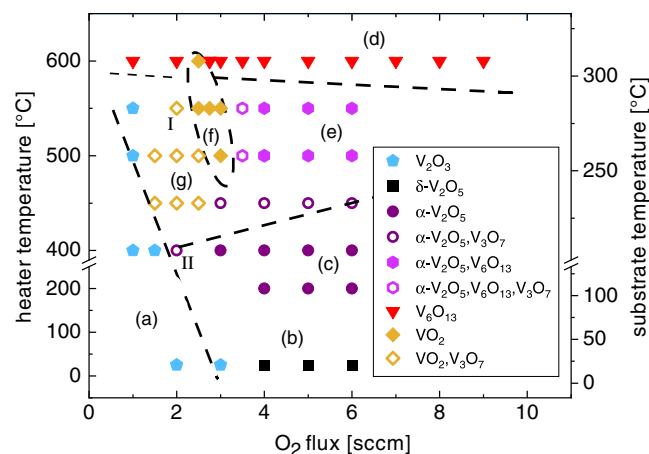 (d)
600
300
I
(f)
(e)
500
250
(g)
400
II
(c)
200
100
(a)
100
50
(b)
0
0
0 2 4 6 8 10
heater temperature [°C]
substrate temperature [°C]
O₂ flux [sccm]
V₂O₃
δ-V₂O₅
α-V₂O₅
α-V₂O₅,V₃O₇
α-V₂O₅,V₆O₁₃
α-V₂O₅,V₆O₁₃,V₃O₇
V₆O₁₃
VO₂
VO₂,V₃O₇